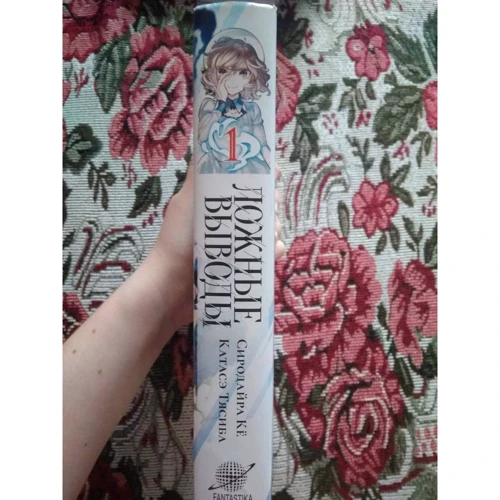 1
ЛОЖНЫЕ
ВЫВОДЫ
СИРОДАЙРА КЁ
КАТАСЭ ТЯСИБА
FANTASTIKA